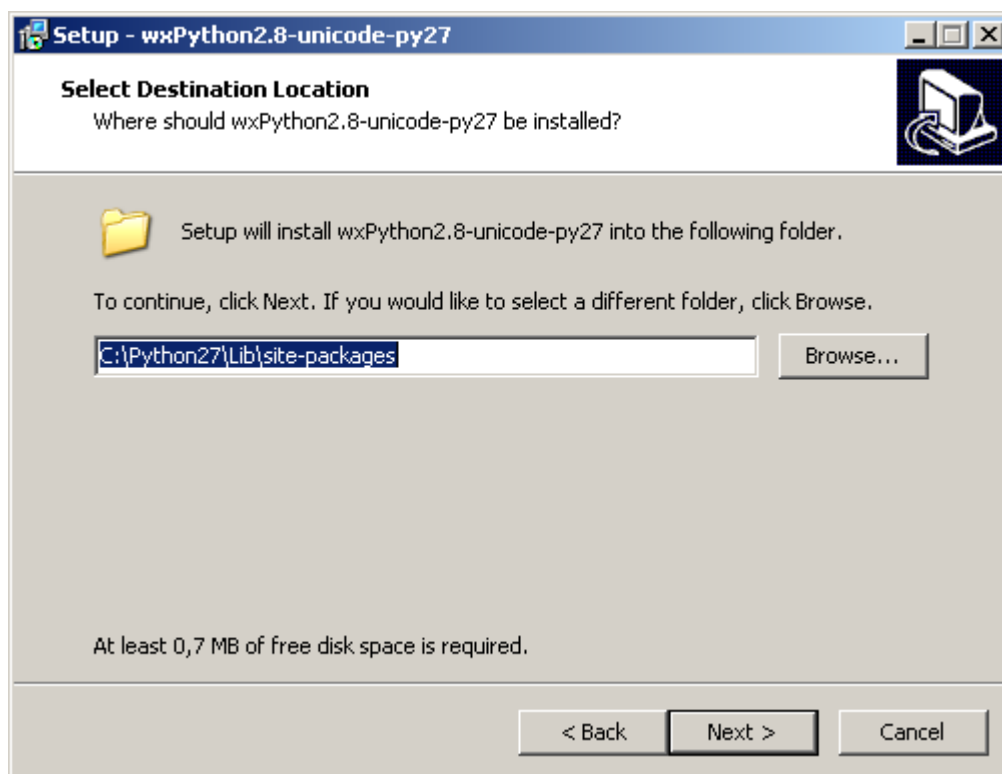 Setup - wxPython2.8-unicode-py27
Select Destination Location
Where should wxPython2.8-unicode-py27 be installed?
Setup will install wxPython2.8-unicode-py27 into the following folder.
To continue, click Next. If you would like to select a different folder, click Browse.
C:\Python27\Lib\site-packages
Browse...
At least 0,7 MB of free disk space is required.
< Back
Next >
Cancel